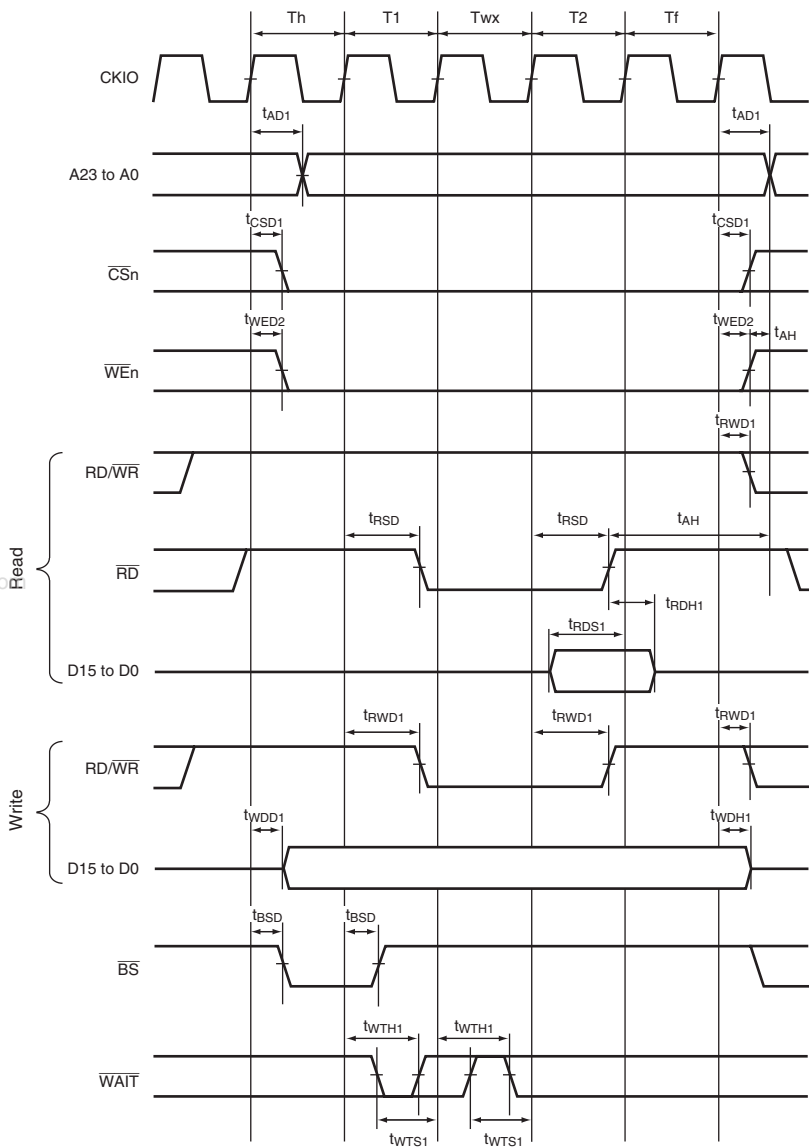 Th T1 Twx T2 Tf
CKIO
tAD1 tAD1
A23 to A0
tCSD1 tCSD1
CSn
tWED2 tWED2 tAH
WEn
tRWD1
Read
RD/WR
tRSD tRSD tAH
RD
tRDH1
tRDS1
D15 to D0
Write
tRWD1 tRWD1 tRWD1
RD/WR
tWDD1 tWDH1
D15 to D0
tBSD tBSD
BS
tWTH1 tWTH1
WAIT
tWTS1 tWTS1